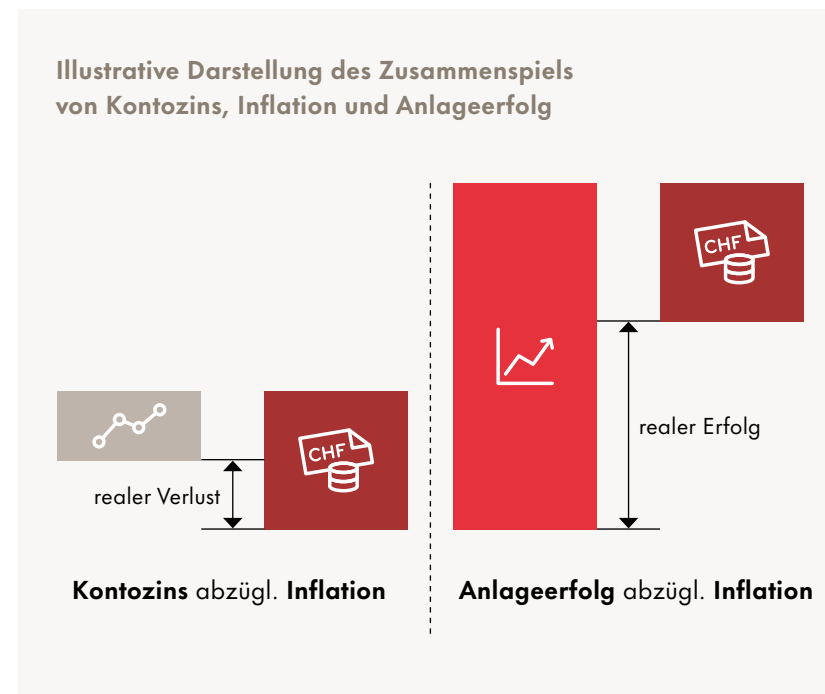 Illustrative Darstellung des Zusammenspiels
von Kontozins, Inflation und Anlageerfolg
CHF
realer Verlust
Kontozins abzügl. Inflation
CHF
realer Erfolg
Anlageerfolg abzügl. Inflation